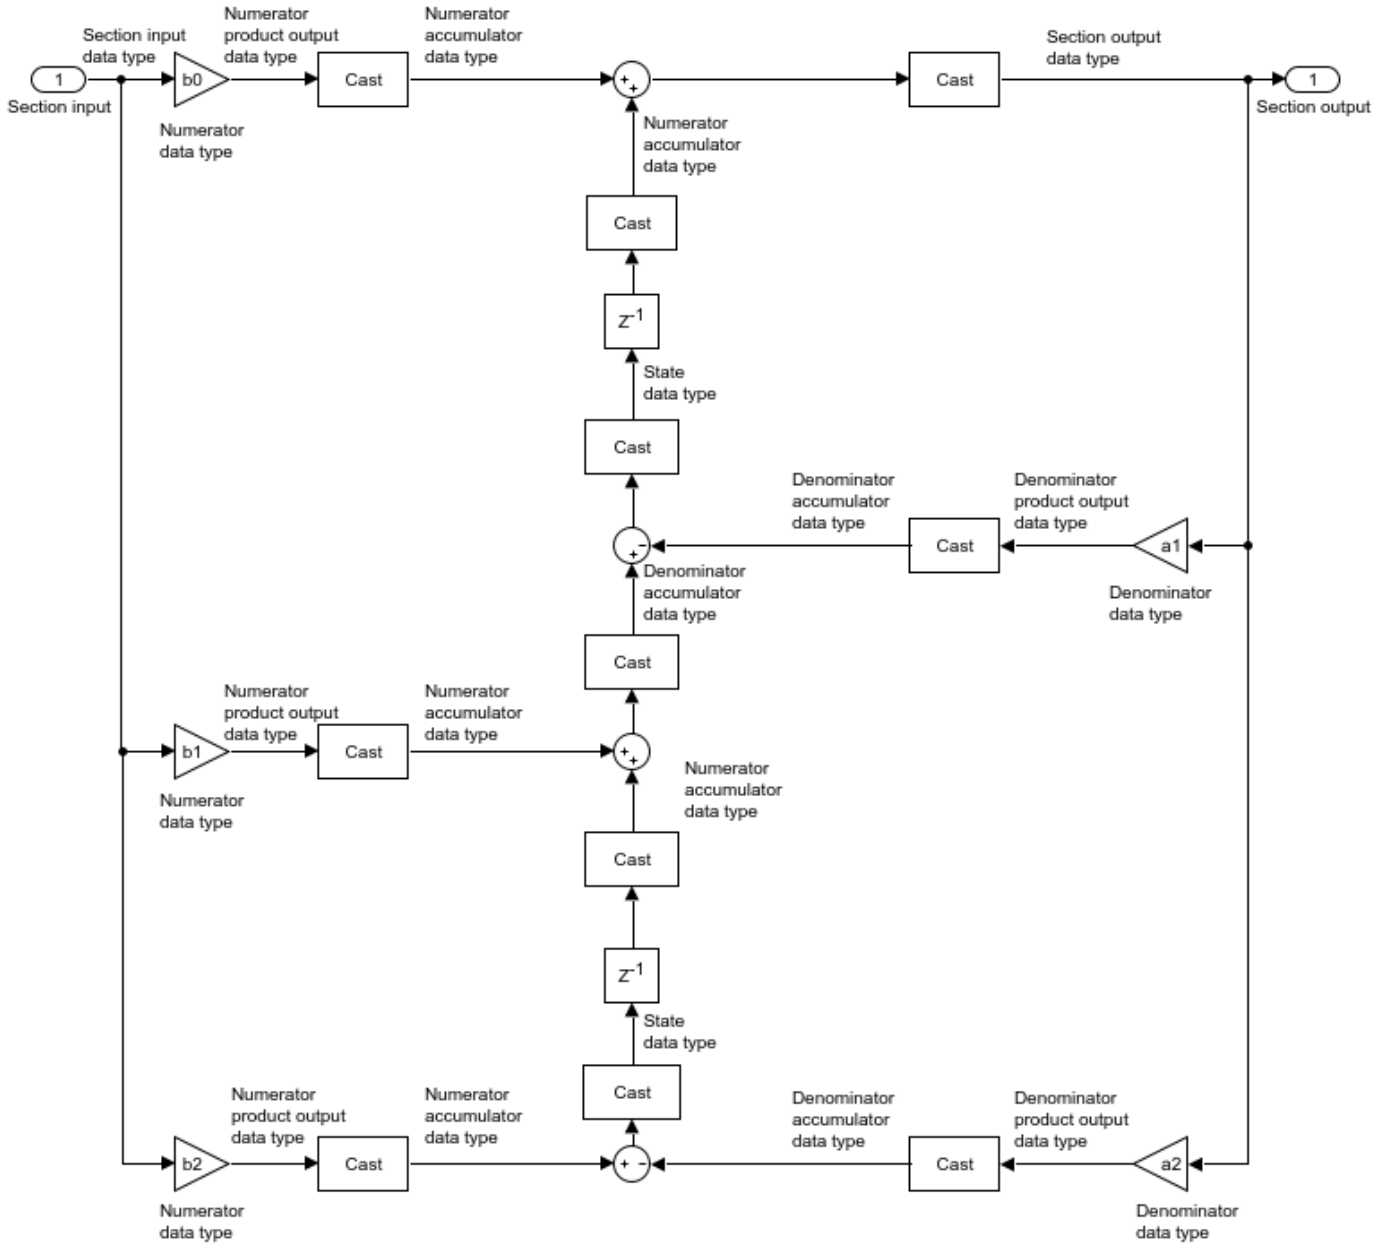 Section input
data type
Numerator
product output
data type
Numerator
accumulator
data type
Section output
data type
1
Section input
b0
Cast
+
+
Cast
1
Section output
Numerator
data type
Numerator
accumulator
data type
Cast
Z-1
State
data type
Cast
Denominator
accumulator
data type
Denominator
product output
data type
-
+
Cast
a1
Denominator
accumulator
data type
Denominator
data type
Cast
Numerator
product output
data type
Numerator
accumulator
data type
b1
Cast
+
+
Numerator
accumulator
data type
Numerator
data type
Cast
Z-1
State
data type
Cast
Numerator
product output
data type
Numerator
accumulator
data type
Denominator
accumulator
data type
Denominator
product output
data type
b2
Cast
+ -
Cast
a2
Numerator
data type
Denominator
data type